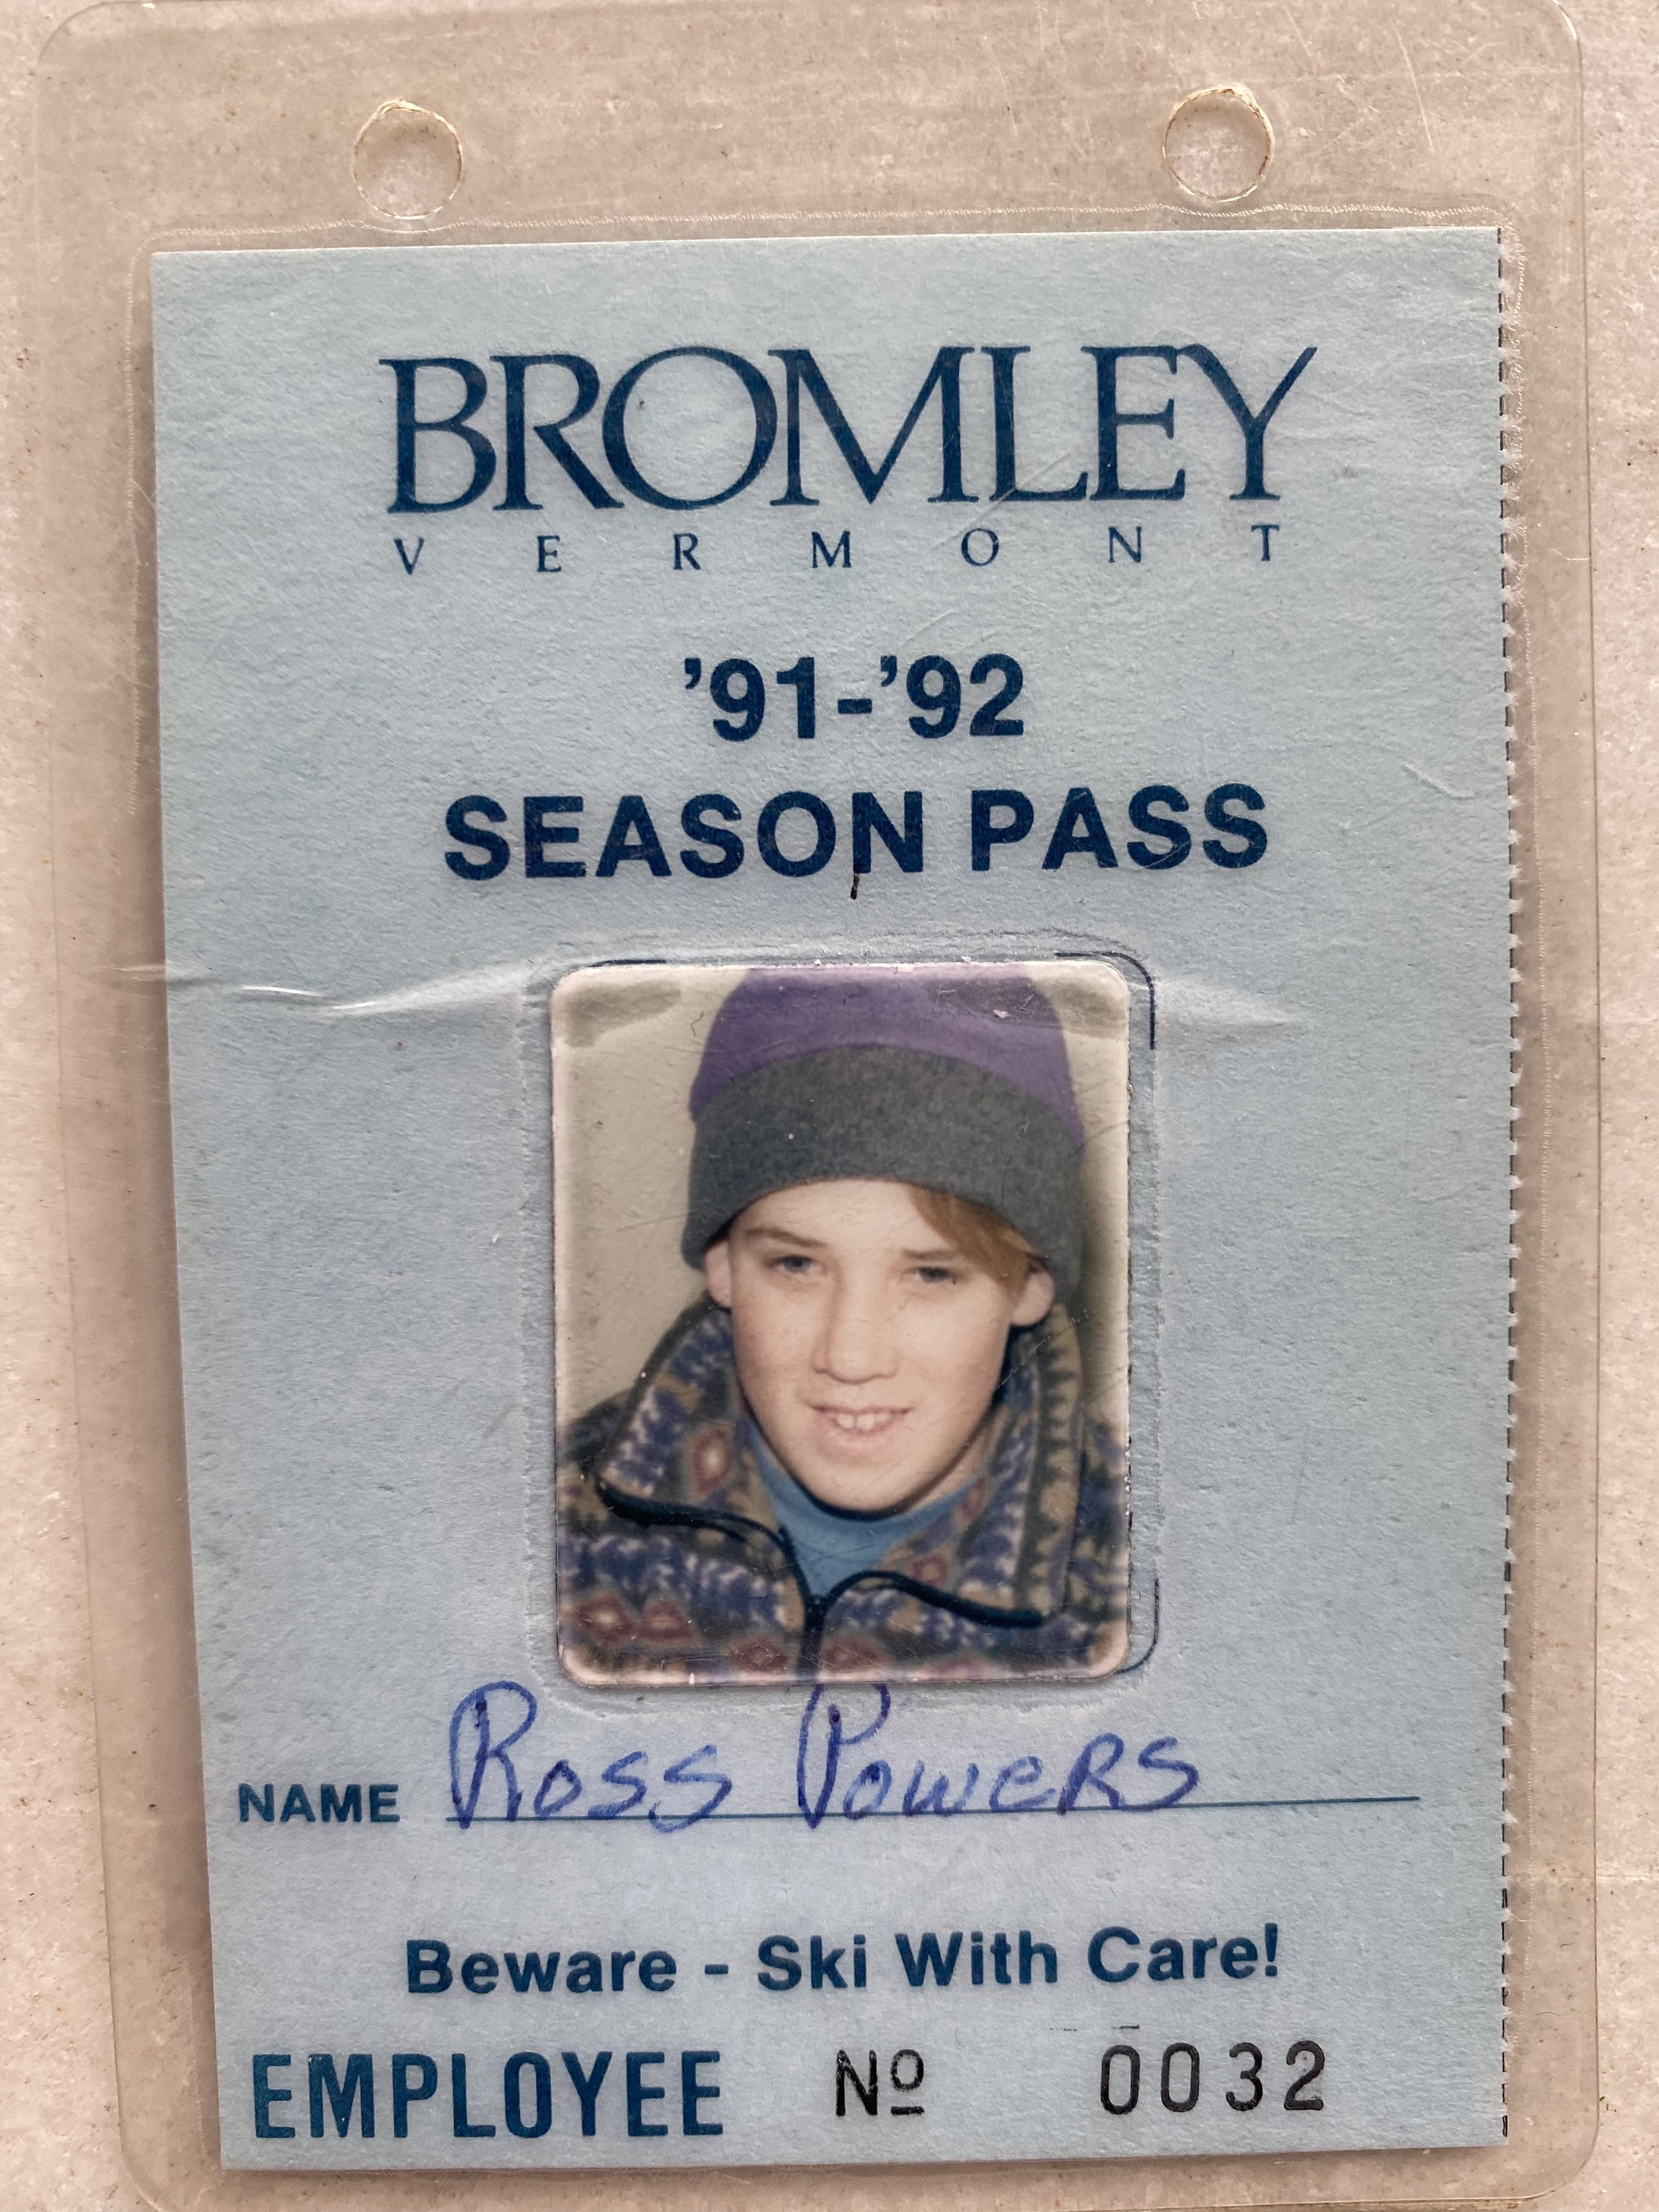 BROMLEY
VERMONT
'91-'92
SEASON PASS
NAME Ross Powers
Beware - Ski With Care!
EMPLOYEE Nº 0032